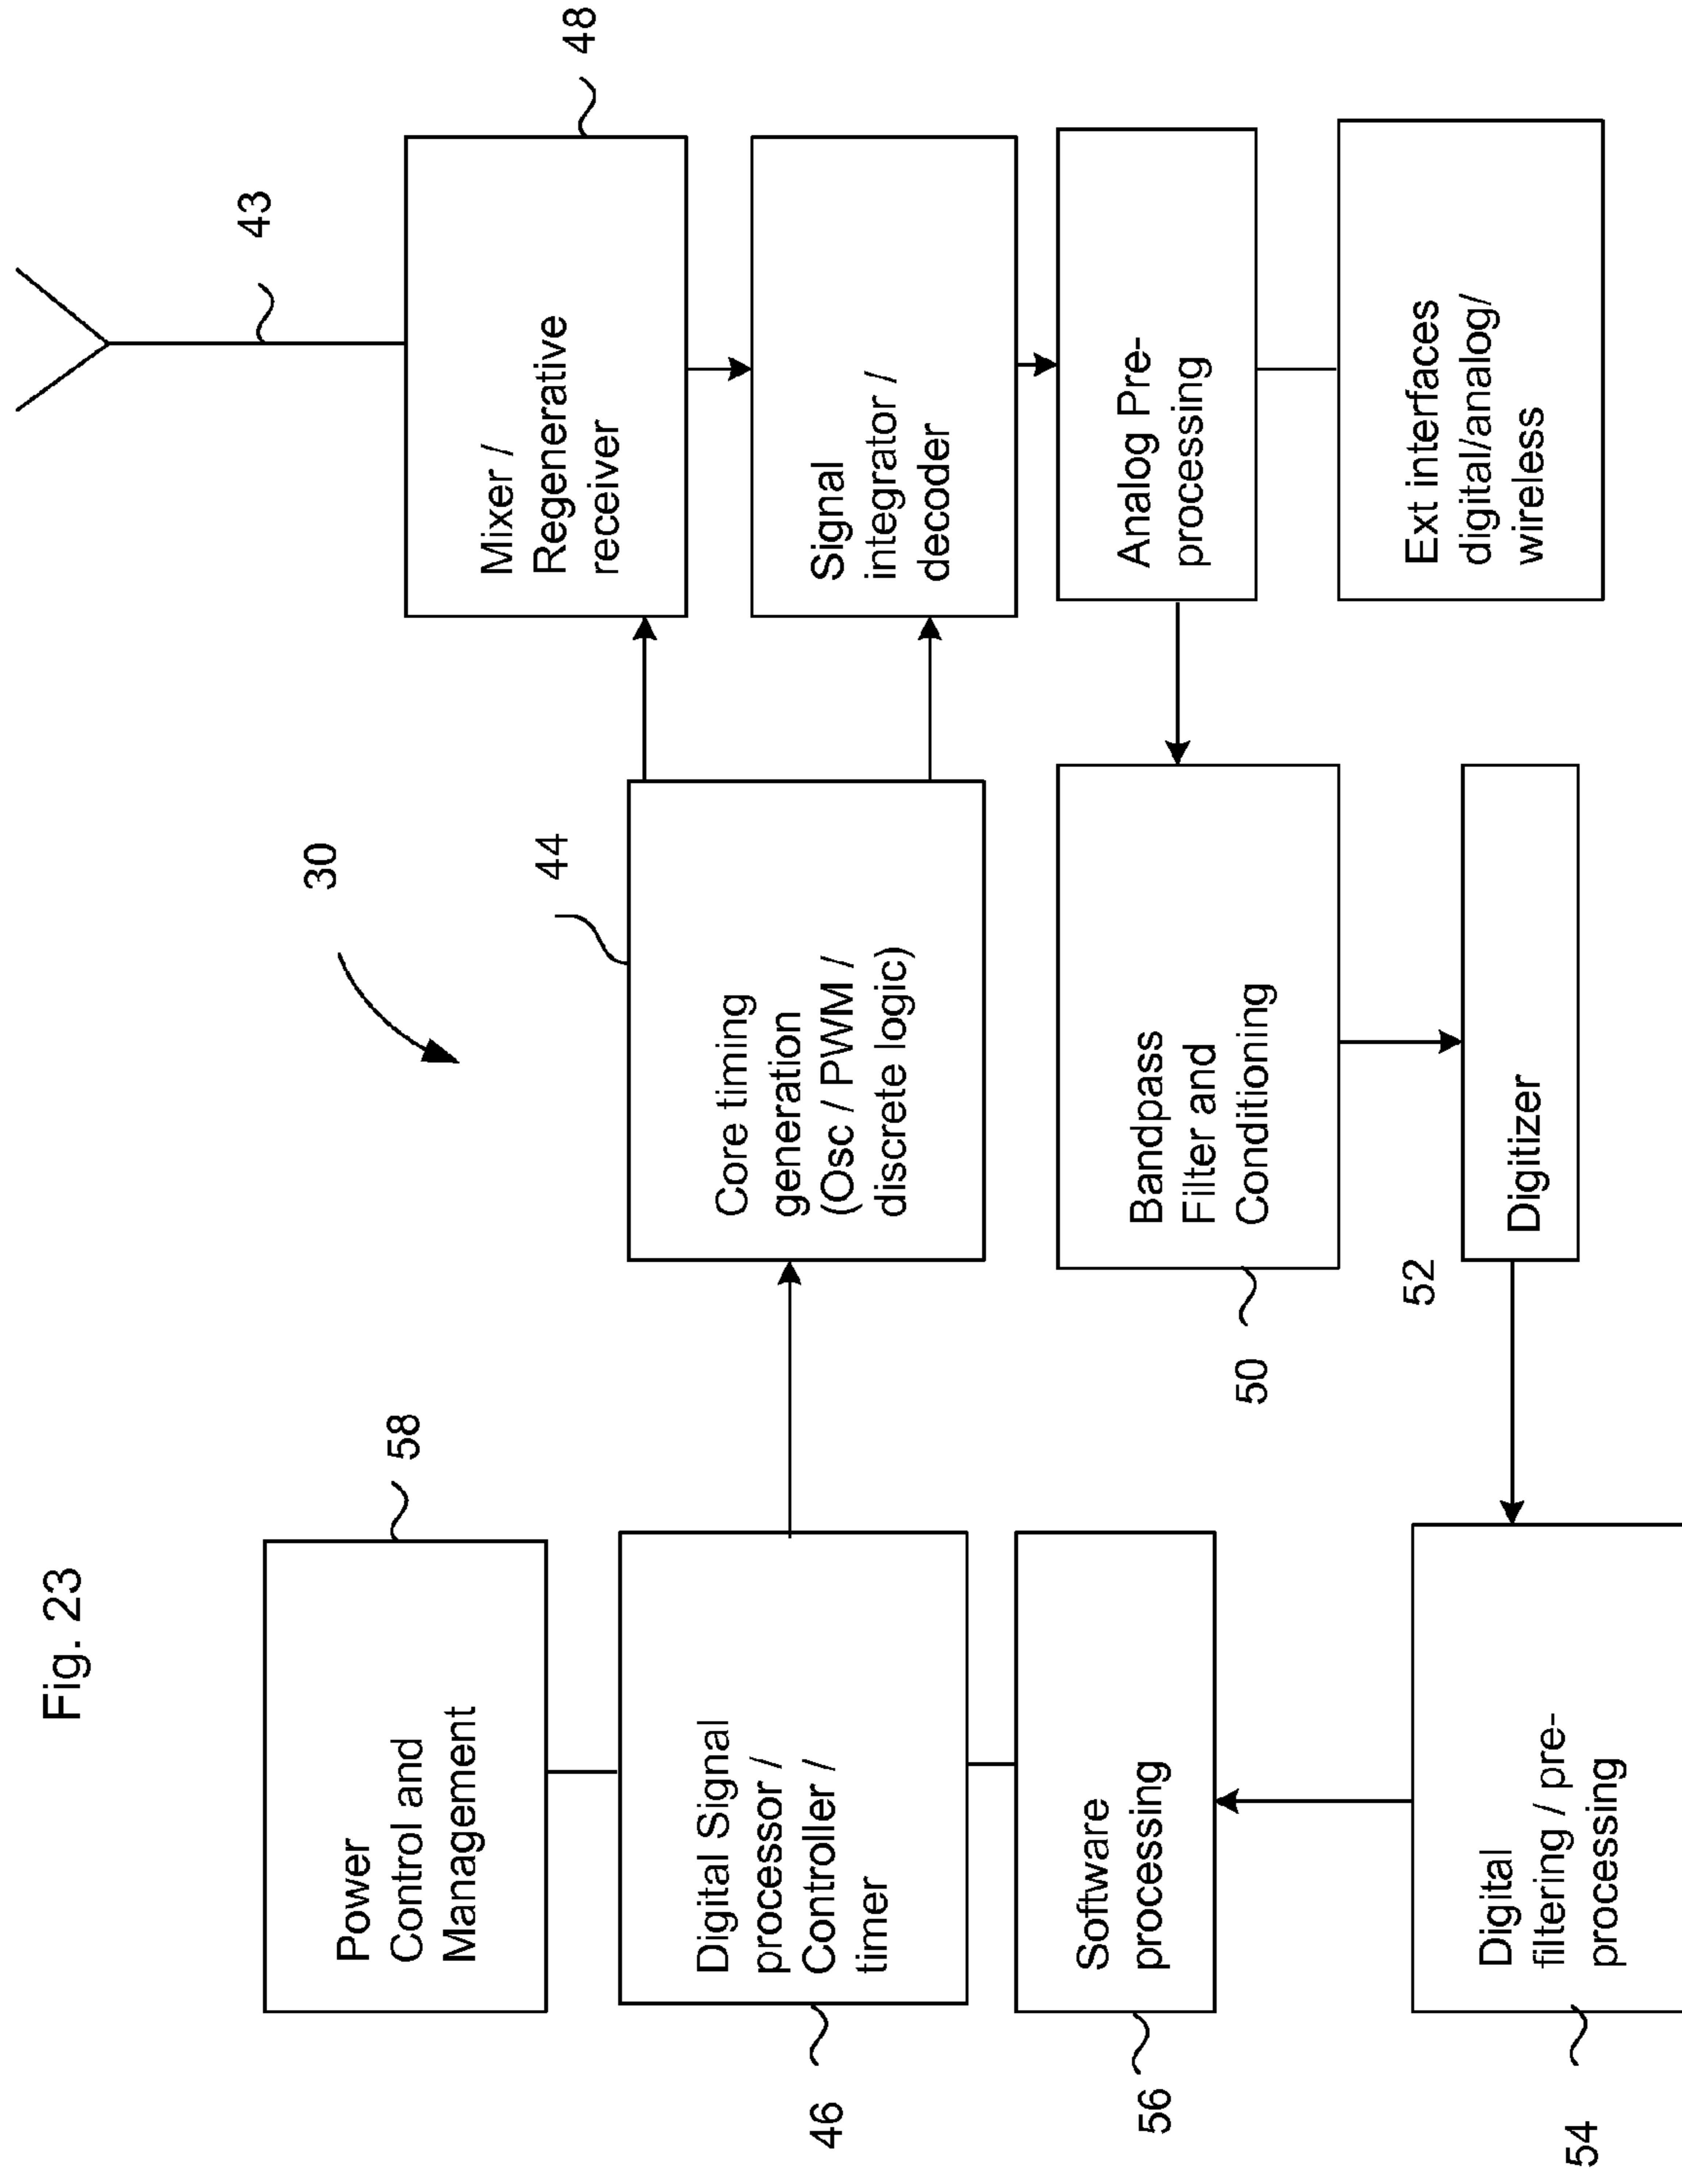 Fig. 23
Power
Control and
Management
58
Digital Signal
processor /
Controller /
timer
46
Software
processing
56
Digital
filtering / pre-
processing
54
30
44
Core timing
generation
(Osc / PWM /
discrete logic)
Bandpass
Filter and
Conditioning
50
52
Digitizer
43
48
Mixer /
Regenerative
receiver
Signal
integrator /
decoder
Analog Pre-
processing
Ext interfaces
digital/analog/
wireless